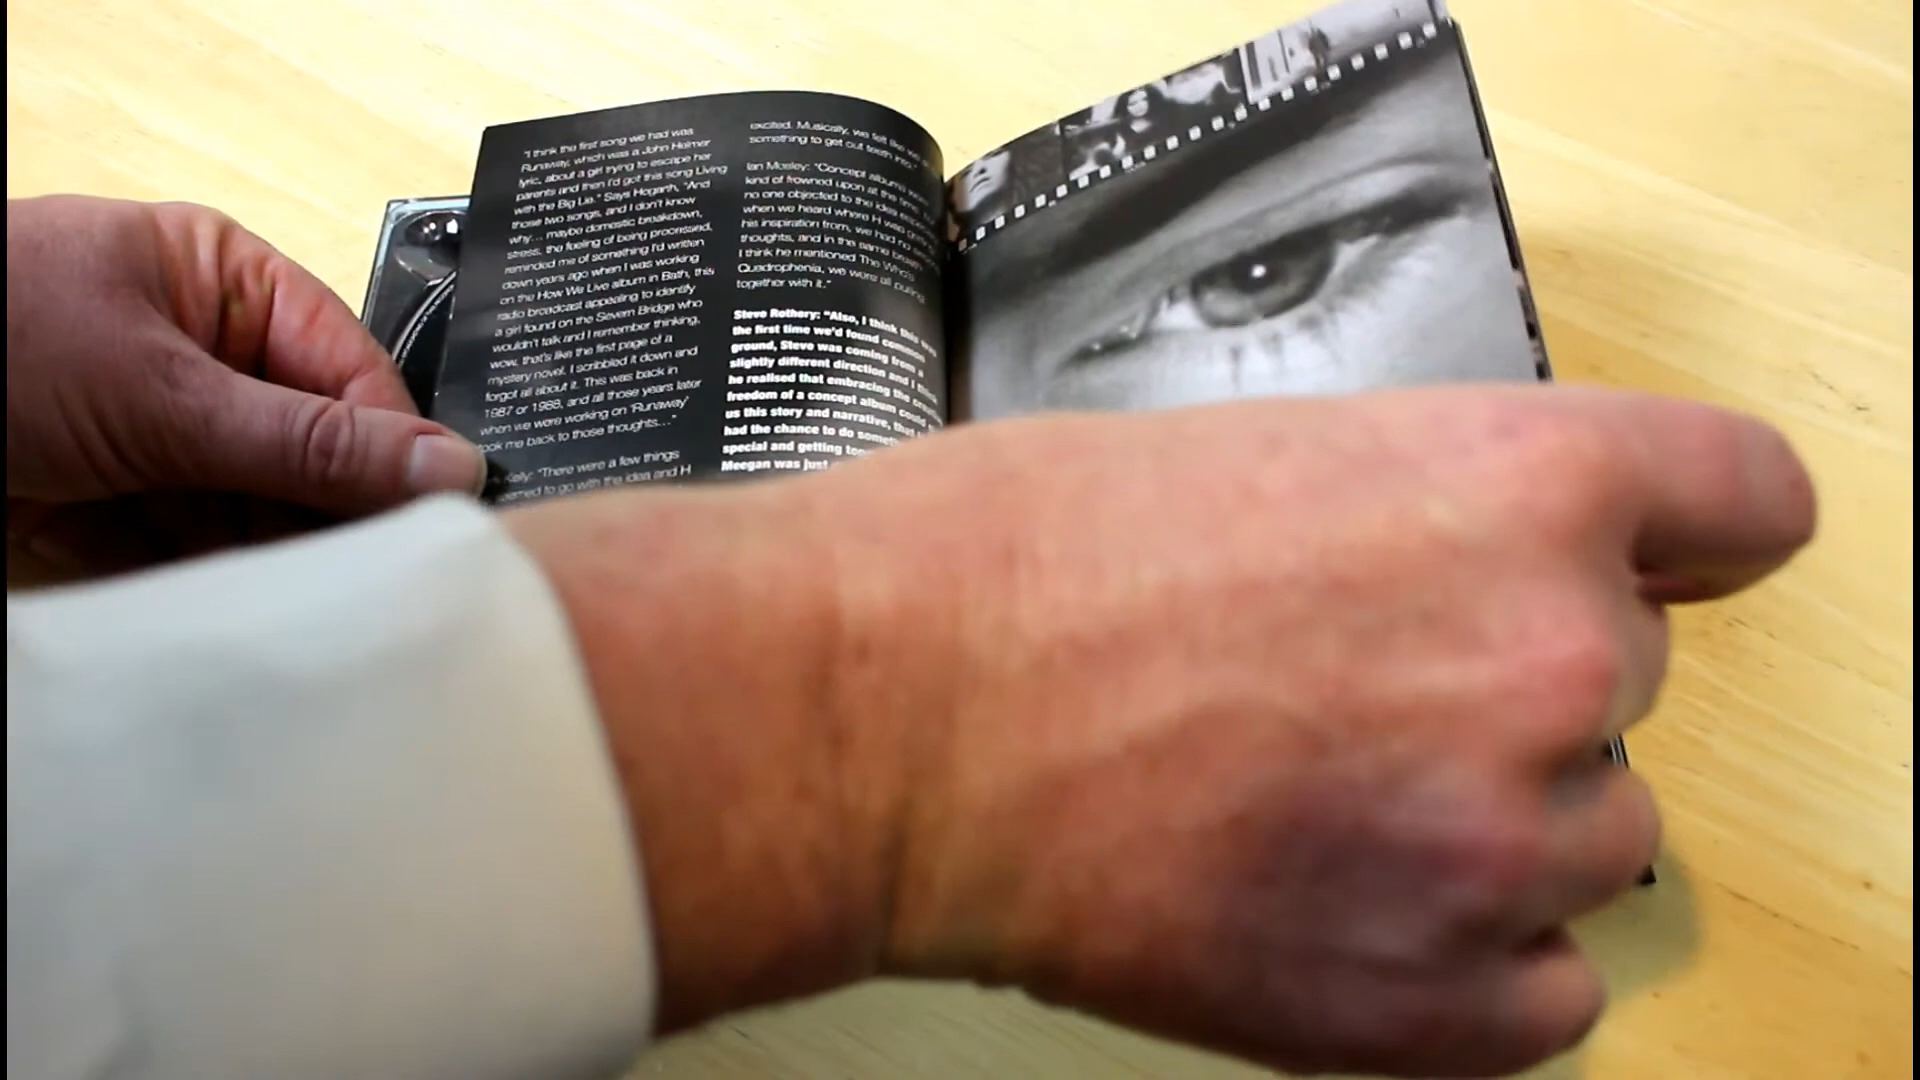 "I think the first song we had was
Runaway, which was a John Helmer
lyric, about a girl trying to escape her
parents and then I'd got this song Living
with the Big Lie." Says Hogarth, "And
those two songs, and I don't know
why... maybe domestic breakdown,
stress, the feeling of being processed,
reminded me of something I'd written
down years ago when I was working
on the How We Live album in Bath, this
radio broadcast appealing to identify
a girl found on the Severn Bridge who
wouldn't talk and I remember thinking,
wow, that's like the first page of a
mystery novel. I scribbled it down and
forgot all about it. This was back in
1987 or 1988, and all those years later
when we were working on 'Runaway'
took me back to those thoughts..."
Kelly: "There were a few things
seemed to go with the idea and H
excited. Musically, we felt like we
something to get out teeth into."
Ian Mosley: "Concept albums were
kind of frowned upon at the time,
no one objected to the idea
when we heard where H was
his inspiration from, we had no
thoughts, and in the same breath
I think he mentioned The Who's
Quadrophenia, we were all pulling
together with it."
Steve Rothery: "Also, I think this was
the first time we'd found common
ground, Steve was coming from a
slightly different direction and I think
he realised that embracing the
freedom of a concept album could
us this story and narrative, that
had the chance to do
special and getting
Meegan was just